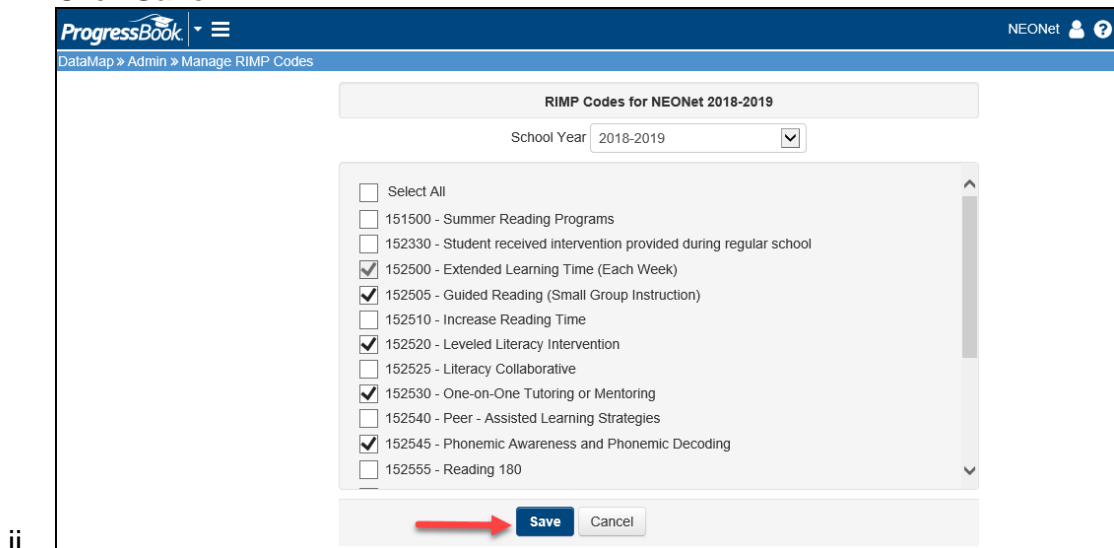 ProgressBook.
NEONet
DataMap » Admin » Manage RIMP Codes
RIMP Codes for NEONet 2018-2019
School Year 2018-2019
Select All
151500 - Summer Reading Programs
152330 - Student received intervention provided during regular school
152500 - Extended Learning Time (Each Week)
152505 - Guided Reading (Small Group Instruction)
152510 - Increase Reading Time
152520 - Leveled Literacy Intervention
152525 - Literacy Collaborative
152530 - One-on-One Tutoring or Mentoring
152540 - Peer - Assisted Learning Strategies
152545 - Phonemic Awareness and Phonemic Decoding
152555 - Reading 180
Save Cancel
ii.